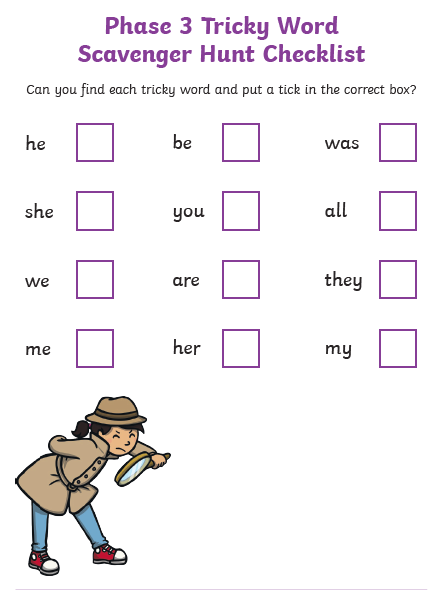 Phase 3 Tricky Word
Scavenger Hunt Checklist
Can you find each tricky word and put a tick in the correct box?
he be was
she you all
we are they
me her my